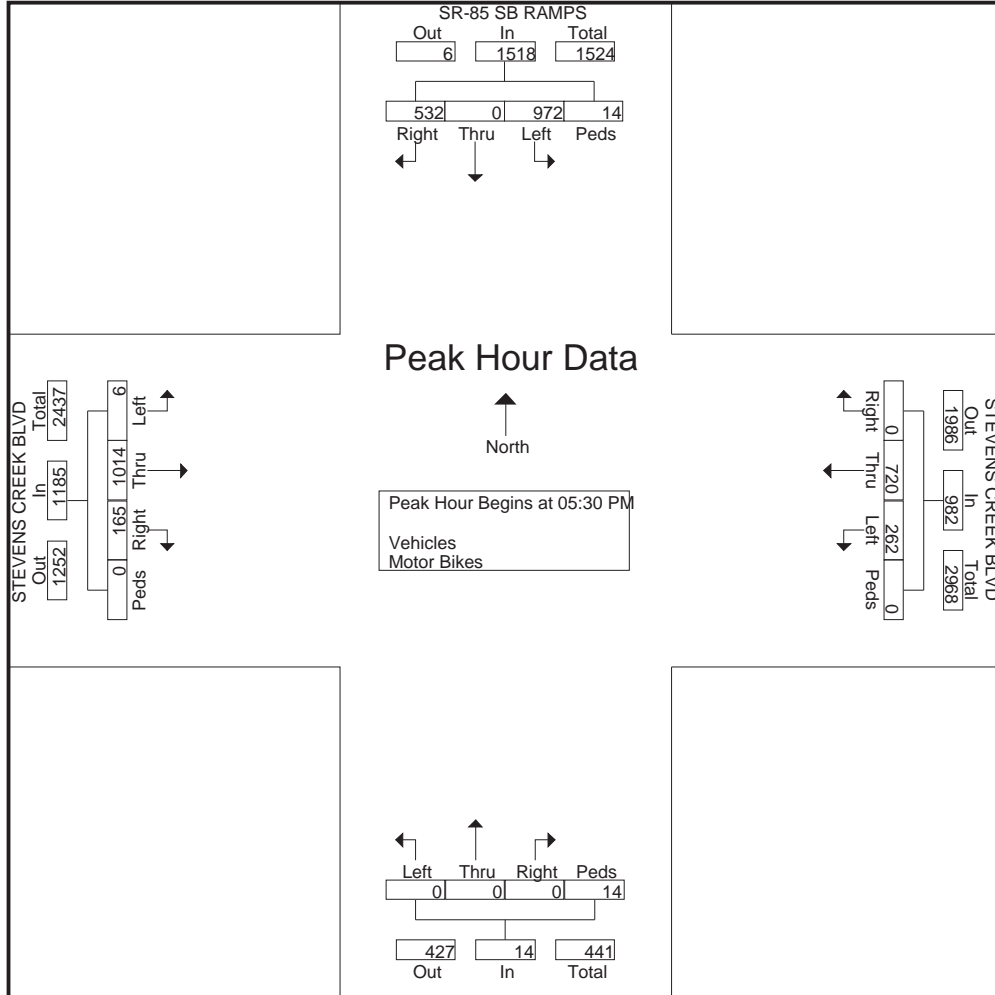 SR-85 SB RAMPS
Out In Total
6 1518 1524
532 0 972 14
Right Thru Left Peds
Peak Hour Data
North
Peak Hour Begins at 05:30 PM
Vehicles
Motor Bikes
STEVENS CREEK BLVD
Out In Total
1252 1185 2437
6 1014 165 0
Left Thru Right Peds
STEVENS CREEK BLVD
Out In Total
1986 982 2968
0 720 262 0
Right Thru Left Peds
Left Thru Right Peds
0 0 0 14
427 14 441
Out In Total